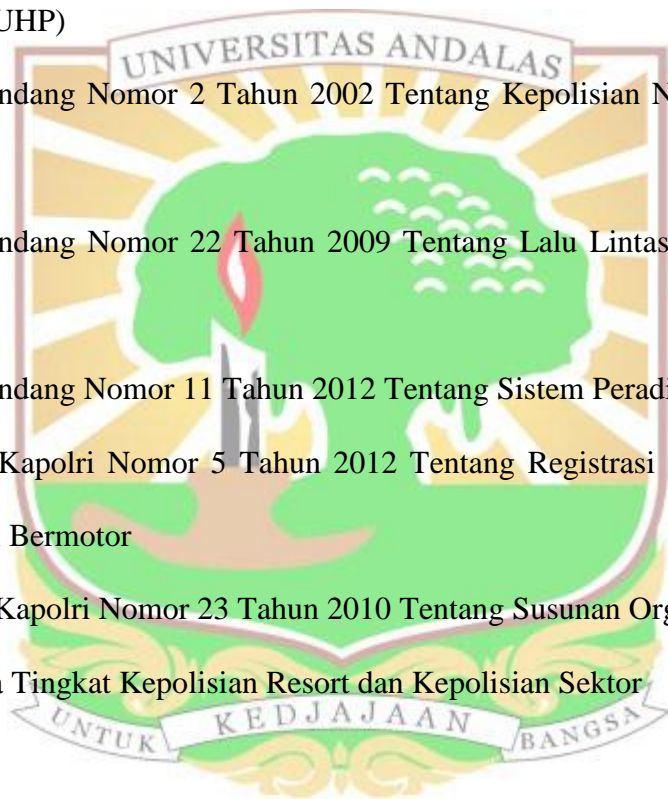 UHP)
UNIVERSITAS ANDALAS
ndang Nomor 2 Tahun 2002 Tentang Kepolisian N
ndang Nomor 22 Tahun 2009 Tentang Lalu Lintas
ndang Nomor 11 Tahun 2012 Tentang Sistem Peradi
Kapolri Nomor 5 Tahun 2012 Tentang Registrasi
Bermotor
Kapolri Nomor 23 Tahun 2010 Tentang Susunan Org
a Tingkat Kepolisian Resort dan Kepolisian Sektor
UNTUK KEDJAJAAN BANGSA